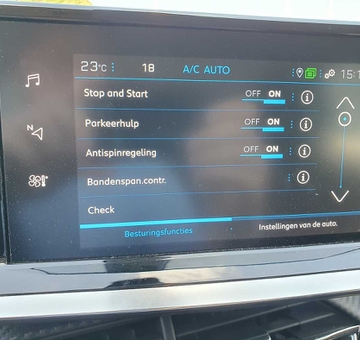 23°C 18 A/C AUTO 15:1
Stop and Start OFF ON
Parkeerhulp OFF ON
N
Antispinregeling OFF ON
Bandenspan.contr.
Check
Besturingsfuncties Instellingen van de auto.